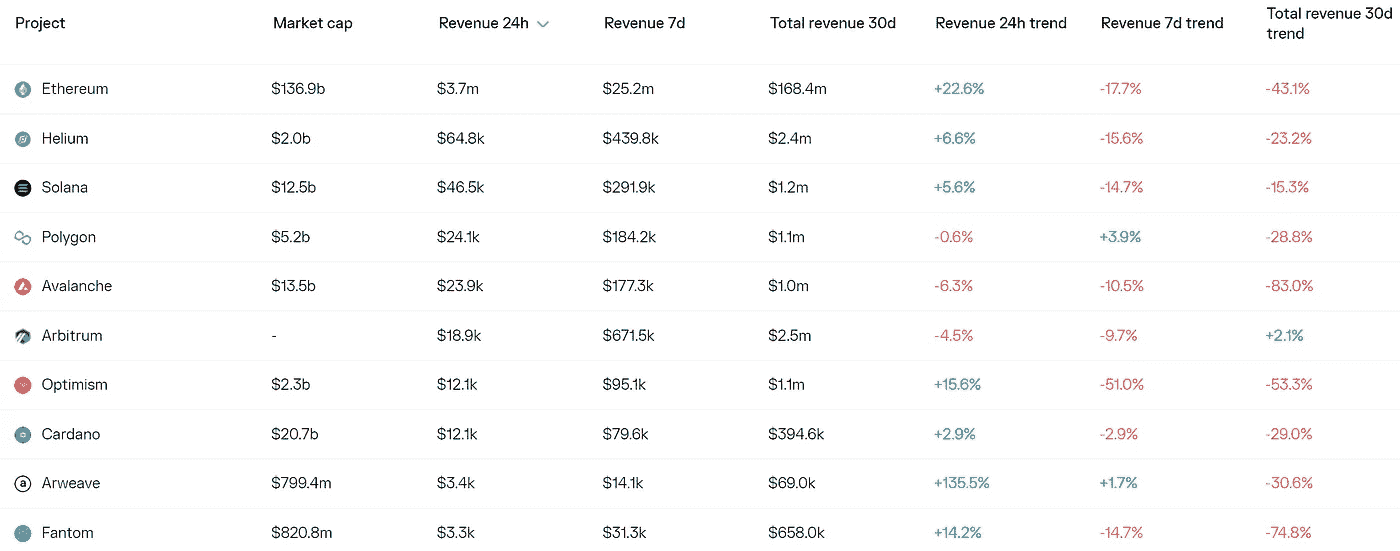 Project Market cap Revenue 24h Revenue 7d Total revenue 30d Revenue 24h trend Revenue 7d trend Total revenue 30d trend
Ethereum $136.9b $3.7m $25.2m $168.4m +22.6% -17.7% -43.1%
Helium $2.0b $64.8k $439.8k $2.4m +6.6% -15.6% -23.2%
Solana $12.5b $46.5k $291.9k $1.2m +5.6% -14.7% -15.3%
Polygon $5.2b $24.1k $184.2k $1.1m -0.6% +3.9% -28.8%
Avalanche $13.5b $23.9k $177.3k $1.0m -6.3% -10.5% -83.0%
Arbitrum - $18.9k $671.5k $2.5m -4.5% -9.7% +2.1%
Optimism $2.3b $12.1k $95.1k $1.1m +15.6% -51.0% -53.3%
Cardano $20.7b $12.1k $79.6k $394.6k +2.9% -2.9% -29.0%
a Arweave $799.4m $3.4k $14.1k $69.0k +135.5% +1.7% -30.6%
Fantom $820.8m $3.3k $31.3k $658.0k +14.2% -14.7% -74.8%